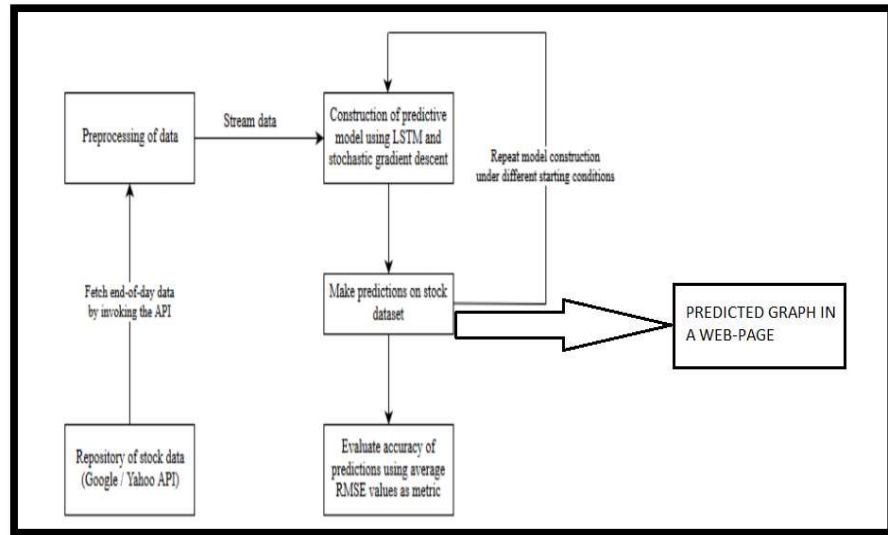 Preprocessing of data
Stream data
Construction of predictive
model using LSTM and
stochastic gradient descent
Repeat model construction
under different starting conditions
Fetch end-of-day data
by invoking the API
Make predictions on stock
dataset
PREDICTED GRAPH IN
A WEB-PAGE
Repository of stock data
(Google / Yahoo API)
Evaluate accuracy of
predictions using average
RMSE values as metric